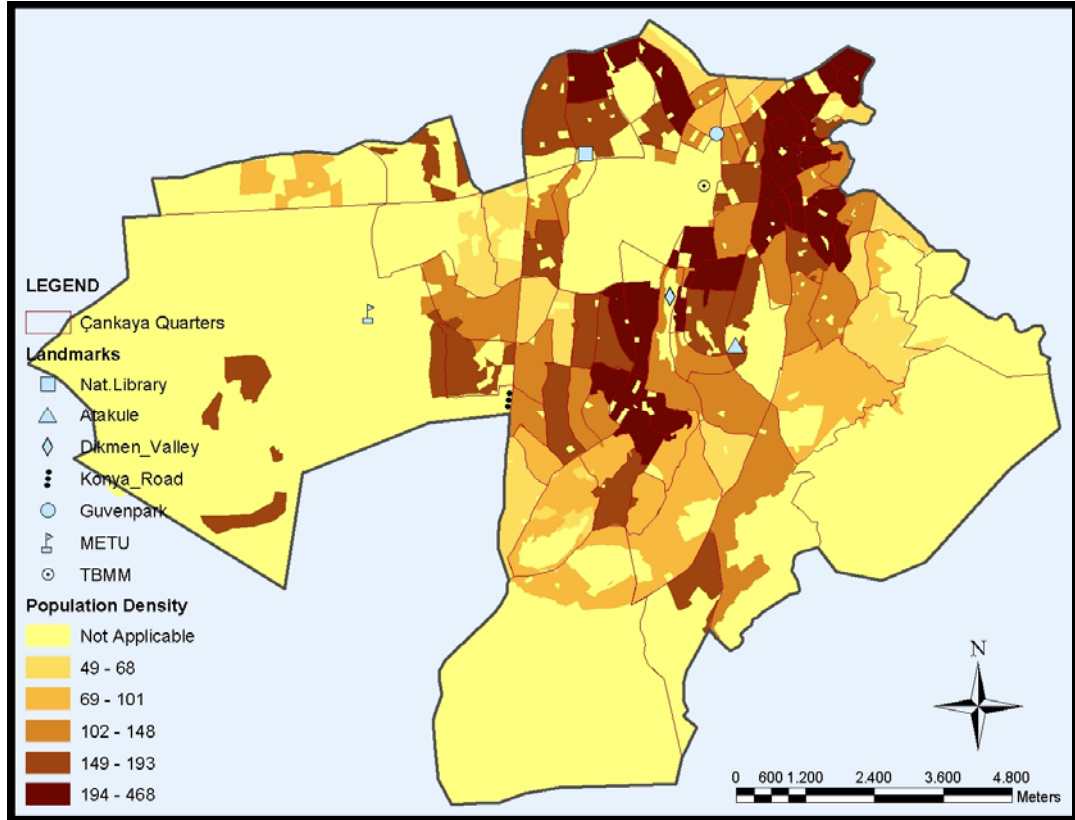 LEGEND
Çankaya Quarters
Landmarks
Nat.Library
Atakule
Dikmen_Valley
Konya_Road
Guvenpark
METU
TBMM
Population Density
Not Applicable
49 - 68
69 - 101
102 - 148
149 - 193
194 - 468
N
0 600 1.200 2.400 3.600 4.800
Meters